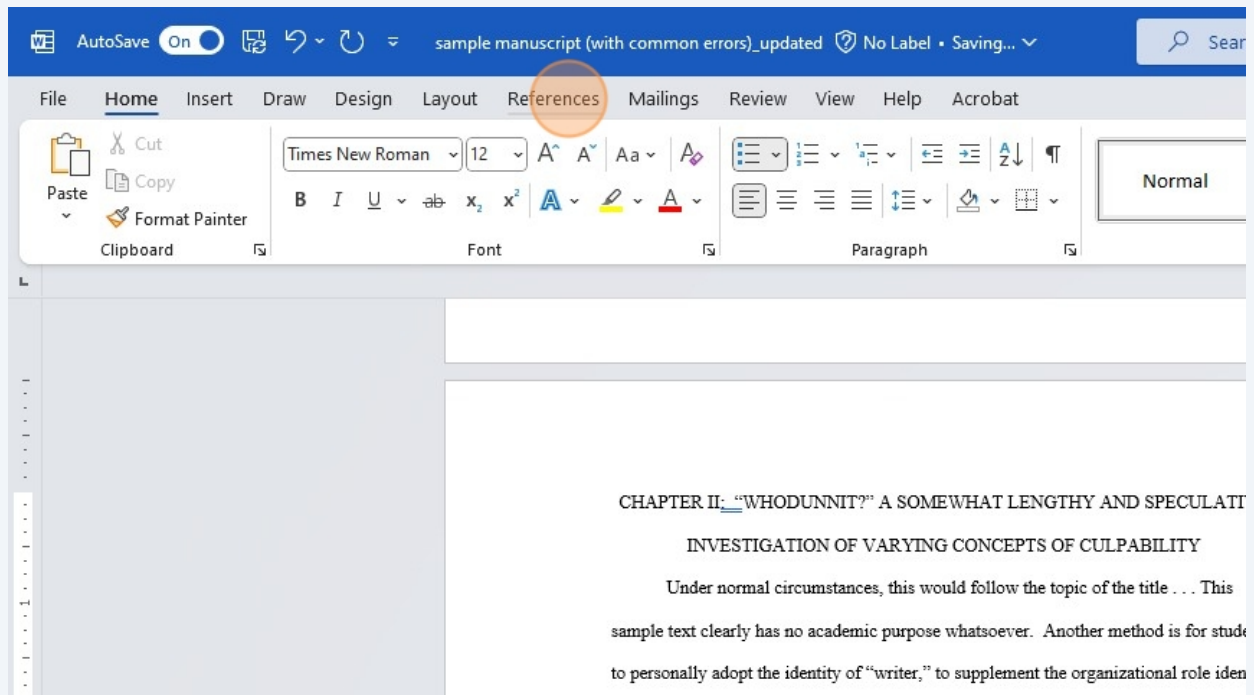 AutoSave On sample manuscript (with common errors)_updated No Label • Saving...
File Home Insert Draw Design Layout References Mailings Review View Help Acrobat
Paste
Cut
Copy
Format Painter
Clipboard
Times New Roman 12
Aa
B I U ab x₂ x² A A
Font
Paragraph
Normal
CHAPTER II: “WHODUNNIT?” A SOMEWHAT LENGTHY AND SPECULATI
INVESTIGATION OF VARYING CONCEPTS OF CULPABILITY
Under normal circumstances, this would follow the topic of the title . . . This
sample text clearly has no academic purpose whatsoever.  Another method is for stude
to personally adopt the identity of “writer,” to supplement the organizational role iden